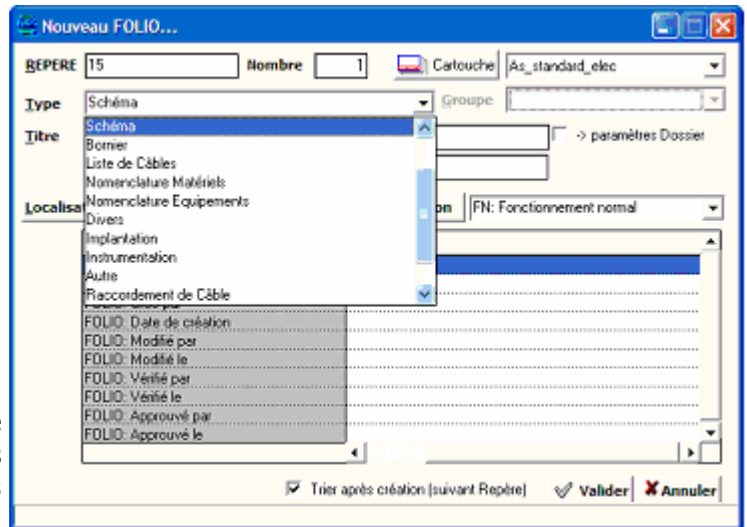 Nouveau FOLIO...
REPERE 15 Nombre 1 Cartouche As_standard_elec
Type Schéma Groupe
Titre -> paramètres Dossier
Schéma
Bornier
Liste de Câbles
Nomenclature Matériels
Nomenclature Equipements
Divers
Implantation
Instrumentation
Autre
Raccordement de Câble
Localisa on FN: Fonctionnement normal
FOLIO: Date de création
FOLIO: Modifié par
FOLIO: Modifié le
FOLIO: Vérifié par
FOLIO: Vérifié le
FOLIO: Approuvé par
FOLIO: Approuvé le
Trier après création (suivant Repère) Valider Annuler